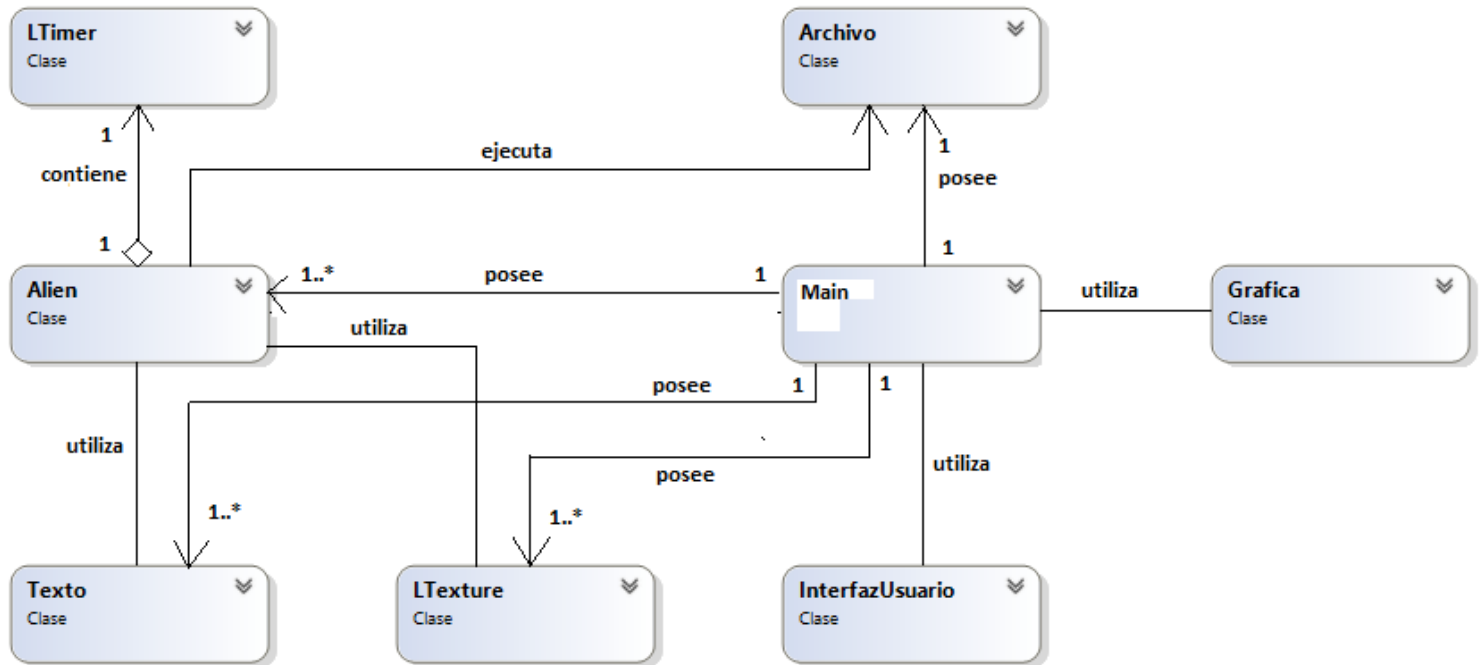 LTimer
Clase
Archivo
Clase
1
contiene
1
ejecuta
1
posee
1
Alien
Clase
1..*
posee
1
Main
utiliza
Grafica
Clase
utiliza
posee
1
1
utiliza
posee
utiliza
1..*
1..*
Texto
Clase
LTexture
Clase
InterfazUsuario
Clase